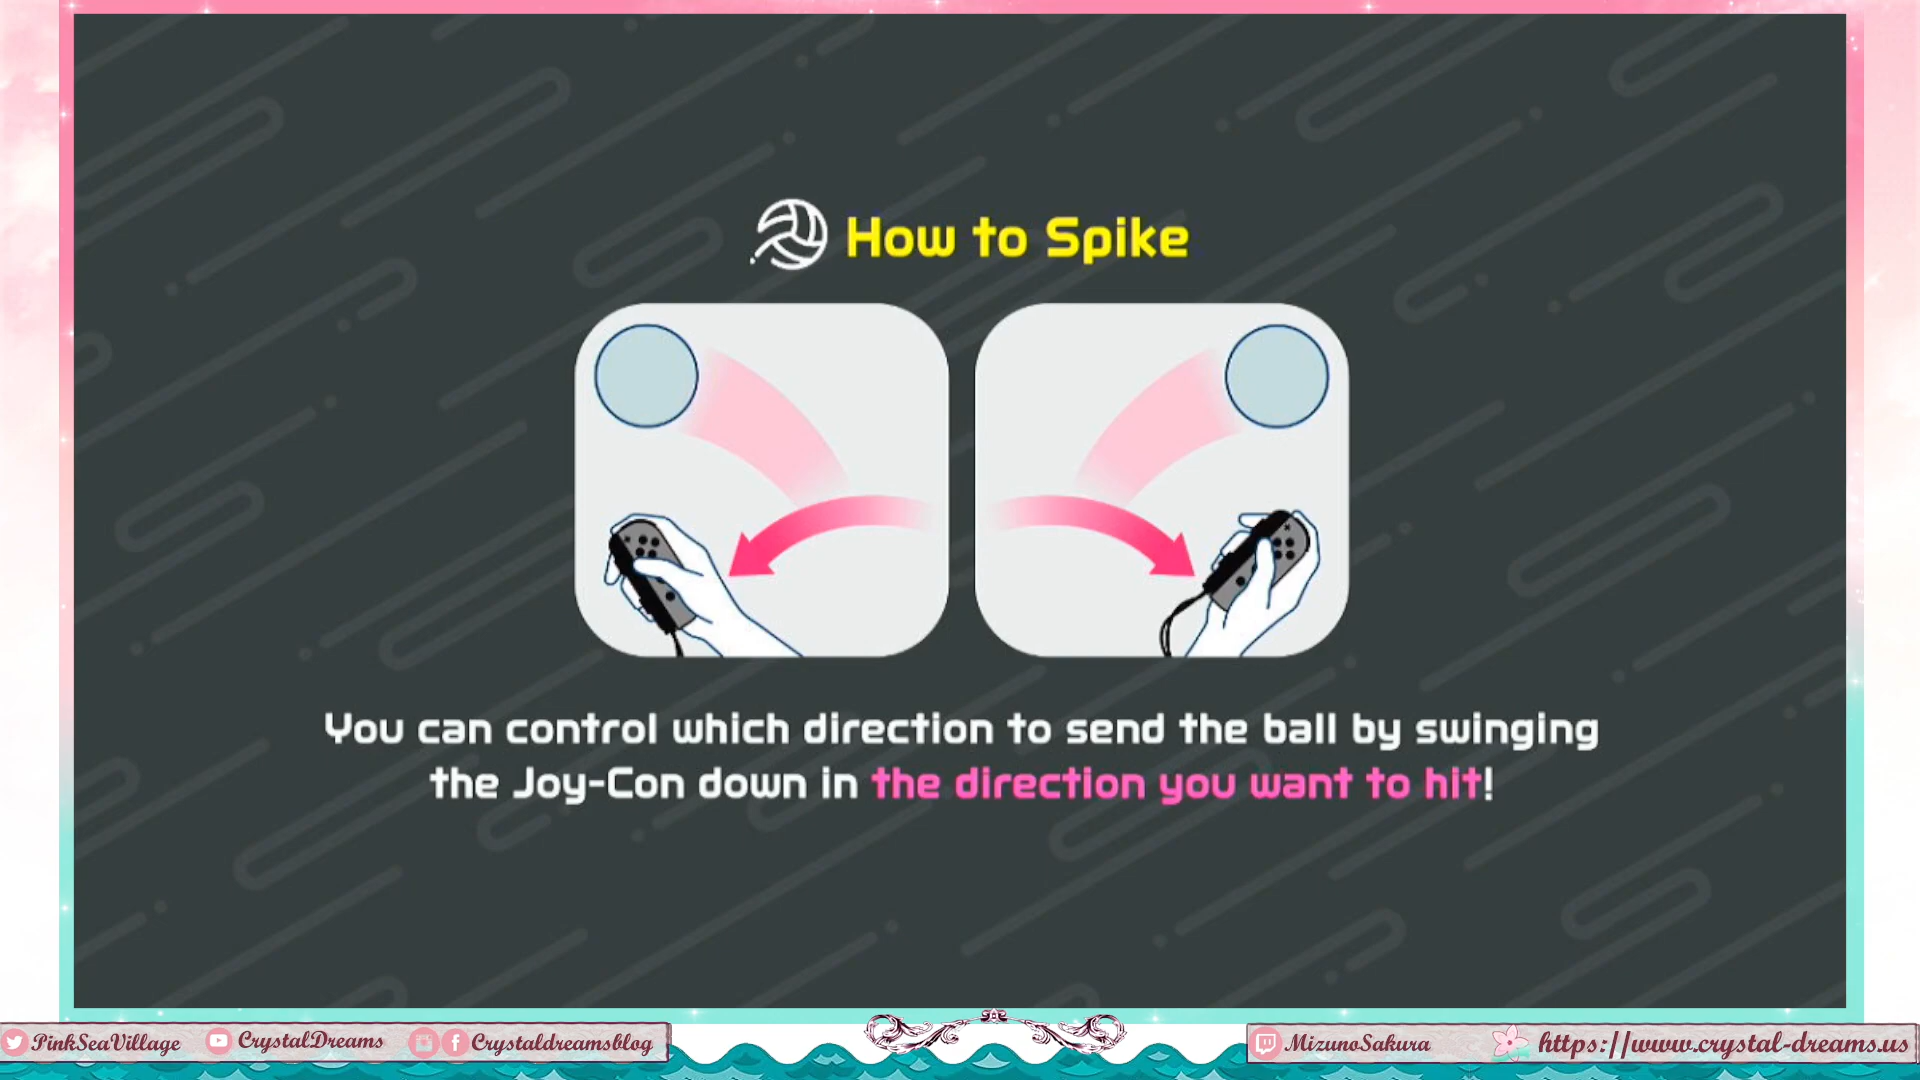 How to Spike
You can control which direction to send the ball by swinging
the Joy-Con down in the direction you want to hit!
PinkSeaVillage
CrystalDreams
Crystaldreamsblog
MizunoSakura
https://www.crystal-dreams.us